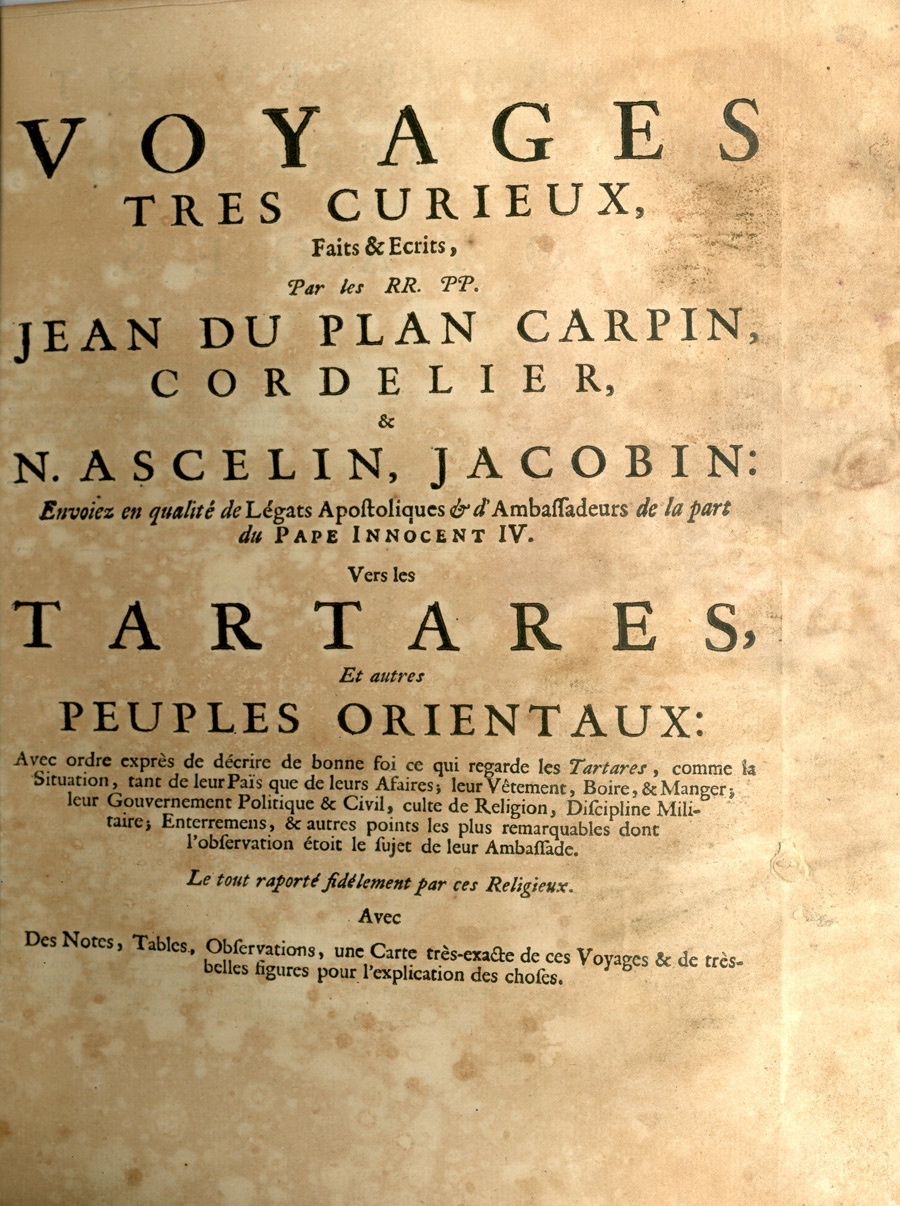 VOYAGES
TRES CURIEUX,
Faits & Ecrits,
Par les RR. PP.
JEAN DU PLAN CARPIN,
CORDELIER,
&
N. ASCELIN, JACOBIN:
Envoiez en qualité de Légats Apoſtoliques & d'Ambaſſadeurs de la part
du PAPE INNOCENT IV.
Vers les
TARTARES,
Et autres
PEUPLES ORIENTAUX:
Avec ordre exprès de décrire de bonne foi ce qui regarde les Tartares, comme la
Situation, tant de leur Païs que de leurs Afaires; leur Vêtement, Boire, & Manger;
leur Gouvernement Politique & Civil, culte de Religion, Diſcipline Mili-
taire; Enterremens, & autres points les plus remarquables dont
l'obſervation étoit le ſujet de leur Ambaſſade.
Le tout raporté fidélement par ces Religieux.
Avec
Des Notes, Tables, Obſervations, une Carte très-exacte de ces Voyages & de très-
belles figures pour l'explication des choſes.